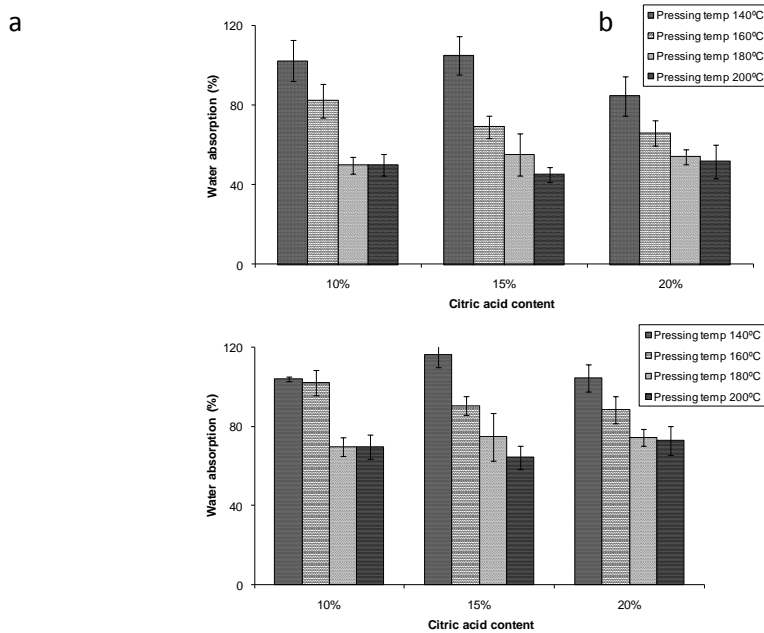 a
b
Pressing temp 140ºC
Pressing temp 160ºC
Pressing temp 180ºC
Pressing temp 200ºC
Water absorption (%)
120
80
40
0
10%
15%
20%
Citric acid content
Pressing temp 140ºC
Pressing temp 160ºC
Pressing temp 180ºC
Pressing temp 200ºC
Water absorption (%)
120
80
40
0
10%
15%
20%
Citric acid content